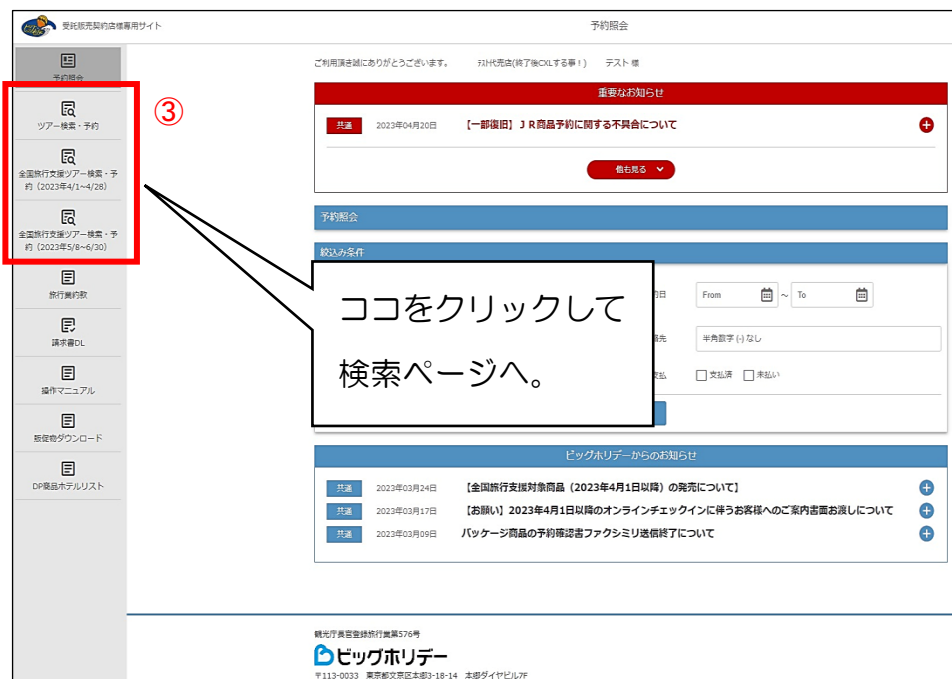 受託販売契約店様専用サイト
予約照会
予約照会
ツアー検索・予約
全国旅行支援ツアー検索・予
約（2023年4/1~4/28）
全国旅行支援ツアー検索・予
約（2023年5/8~6/30）
旅行業約款
請求書DL
操作マニュアル
販促物ダウンロード
DP商品ホテルリスト
③
ご利用頂き誠にありがとうございます。 ﾃｽﾄ代売店(終了後CXLする事！) テスト 様
重要なお知らせ
共通 2023年04月20日 【一部復旧】ＪＲ商品予約に関する不具合について
他も見る
予約照会
絞込み条件
ココをクリックして
検索ページへ。
約日 From ～ To
絡先 半角数字 (-) なし
支払 支払済 未払い
ビッグホリデーからのお知らせ
共通 2023年03月24日 【全国旅行支援対象商品（2023年4月1日以降）の発売について】
共通 2023年03月17日 【お願い】2023年4月1日以降のオンラインチェックインに伴うお客様へのご案内書面お渡しについて
共通 2023年03月09日 パッケージ商品の予約確認書ファクシミリ送信終了について
観光庁長官登録旅行業第576号
ビッグホリデー
〒113-0033 東京都文京区本郷3-18-14 本郷ダイヤビル7F